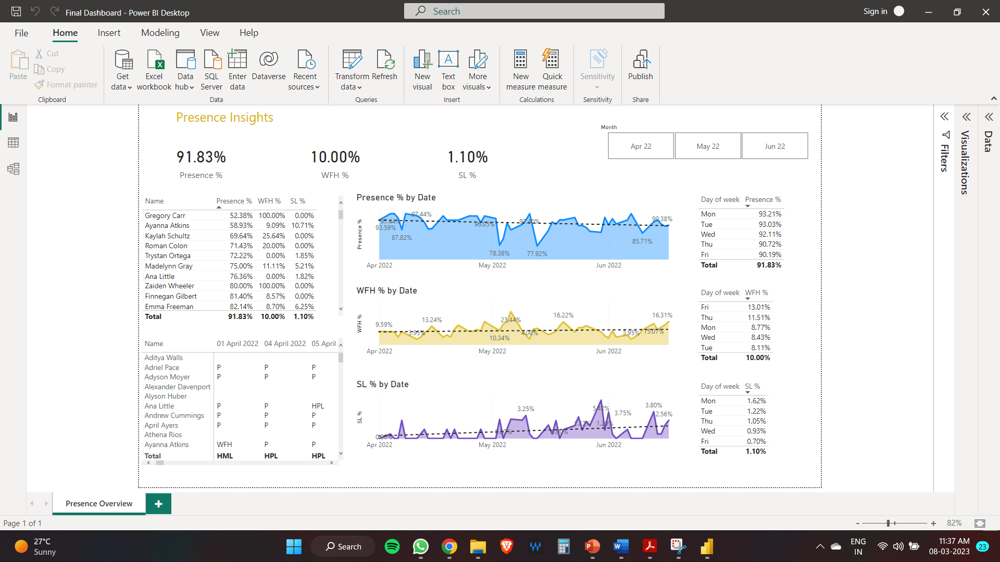 Final Dashboard - Power BI Desktop
Search
Sign in
File Home Insert Modeling View Help
Paste
Cut
Copy
Format painter
Clipboard
Get data
Excel workbook
Data hub
SQL Server
Enter data
Dataverse
Recent sources
Data
Transform data
Refresh
Queries
New visual
Text box
More visuals
Insert
New measure
Quick measure
Calculations
Sensitivity
Sensitivity
Publish
Share
Presence Insights
Month
Apr 22
May 22
Jun 22
91.83%
Presence %
10.00%
WFH %
1.10%
SL %
Name Presence % WFH % SL %
Gregory Carr 52.38% 100.00% 0.00%
Ayanna Atkins 58.93% 9.09% 10.71%
Kaylah Schultz 69.64% 25.64% 0.00%
Roman Colon 71.43% 20.00% 0.00%
Trystan Ortega 72.22% 0.00% 1.85%
Madelynn Gray 75.00% 11.11% 5.21%
Ana Little 76.36% 0.00% 1.82%
Zaiden Wheeler 80.00% 100.00% 0.00%
Finnegan Gilbert 81.40% 8.57% 0.00%
Emma Freeman 82.14% 8.70% 6.25%
Total 91.83% 10.00% 1.10%
Name 01 April 2022 04 April 2022 05 April
Aditya Walls
Adriel Pace P P P
Adyson Moyer P P P
Alexander Davenport
Alyson Huber
Ana Little P P HPL
Andrew Cummings P P P
April Ayers P P P
Athena Rios
Ayanna Atkins WFH P P
Total HML HPL HPL
Presence % by Date
Presence %
97.44%
97.44%
93.59%
87.82%
96.05%
78.38%
97.40%
77.92%
85.71%
90.38%
Apr 2022 May 2022 Jun 2022
WFH % by Date
WFH %
9.59%
3.95%
13.24%
10.34%
23.44%
4.00%
16.22%
3.95%
15.07%
16.31%
Apr 2022 May 2022 Jun 2022
SL % by Date
SL %
0.00%
0.00%
3.25%
5.42%
1.20%
3.75%
3.80%
2.56%
Apr 2022 May 2022 Jun 2022
Day of week Presence %
Mon 93.21%
Tue 93.03%
Wed 92.11%
Thu 90.72%
Fri 90.19%
Total 91.83%
Day of week WFH %
Fri 13.01%
Thu 11.51%
Mon 8.77%
Wed 8.43%
Tue 8.11%
Total 10.00%
Day of week SL %
Mon 1.62%
Tue 1.22%
Thu 1.05%
Wed 0.93%
Fri 0.70%
Total 1.10%
Filters
Visualizations
Data
Presence Overview
Page 1 of 1
82%
27°C
Sunny
Search
ENG
IN
11:37 AM
08-03-2023
23